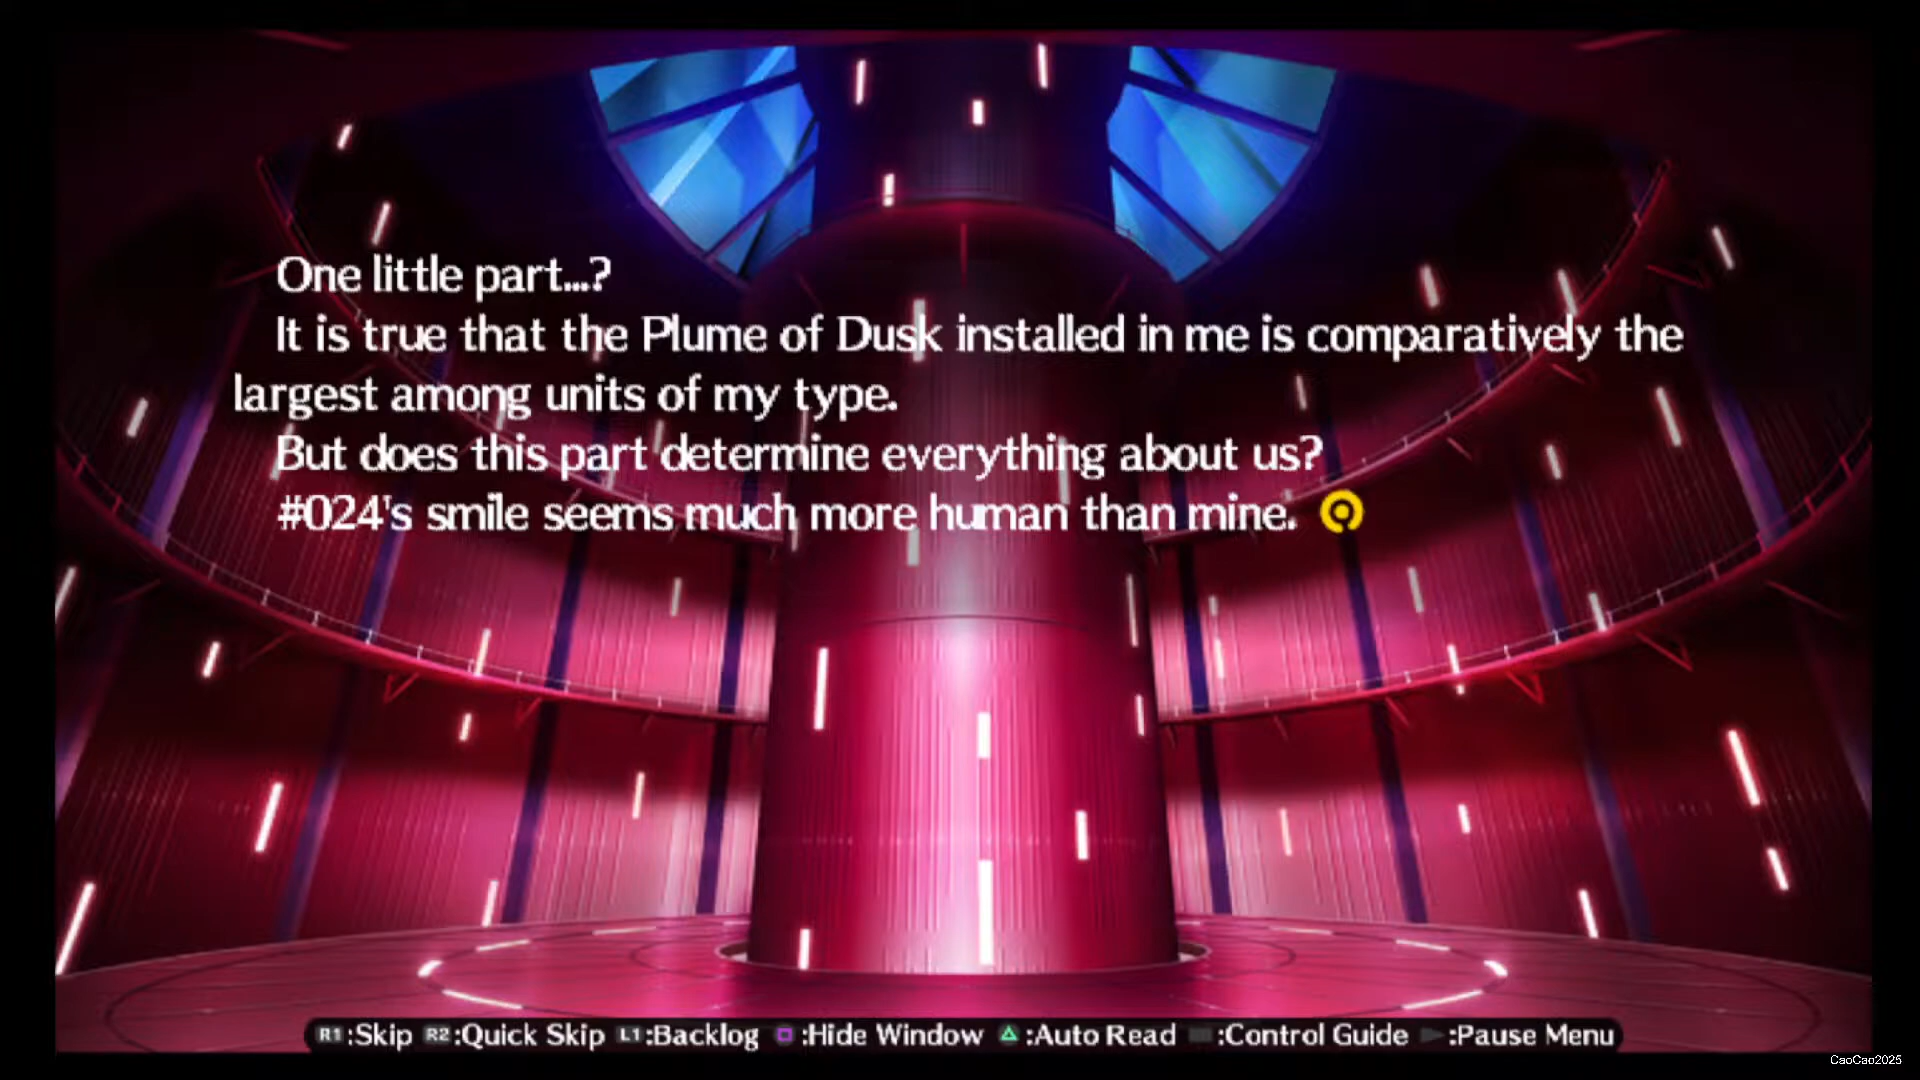 One little part...?
It is true that the Plume of Dusk installed in me is comparatively the
largest among units of my type.
But does this part determine everything about us?
#024's smile seems much more human than mine.
R1:Skip R2:Quick Skip L1:Backlog :Hide Window :Auto Read :Control Guide :Pause Menu
CaoCao2025